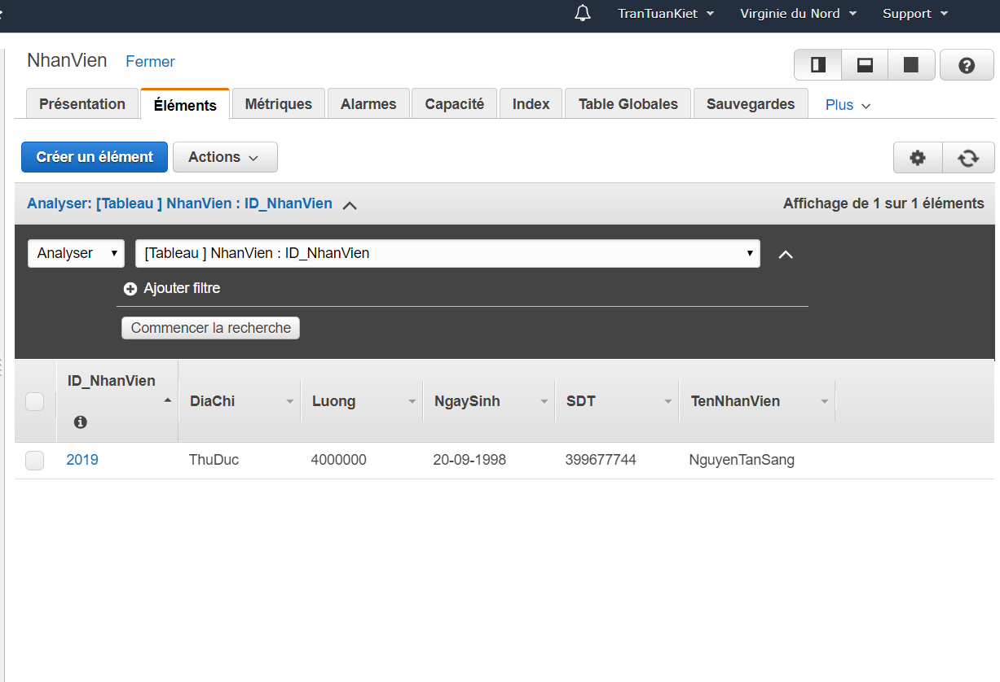 TranTuanKiet Virginie du Nord Support
NhanVien Fermer
Présentation Éléments Métriques Alarmes Capacité Index Table Globales Sauvegardes Plus
Créer un élément Actions
Analyser: [Tableau ] NhanVien : ID_NhanVien Affichage de 1 sur 1 éléments
Analyser [Tableau ] NhanVien : ID_NhanVien
Ajouter filtre
Commencer la recherche
ID_NhanVien DiaChi Luong NgaySinh SDT TenNhanVien
2019 ThuDuc 4000000 20-09-1998 399677744 NguyenTanSang